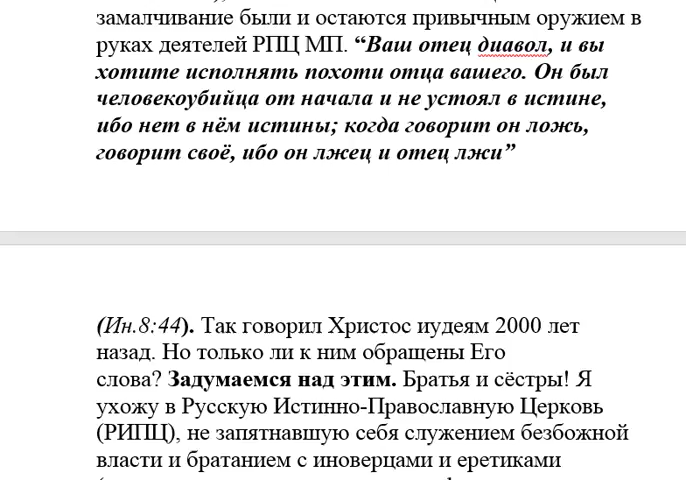 замалчивание были и остаются привычным оружием в
руках деятелей РПЦ МП. “Ваш отец диавол, и вы
хотите исполнять похоти отца вашего. Он был
человекоубийца от начала и не устоял в истине,
ибо нет в нём истины; когда говорит он ложь,
говорит своё, ибо он лжец и отец лжи”
(Ин.8:44). Так говорил Христос иудеям 2000 лет
назад. Но только ли к ним обращены Его
слова? Задумаемся над этим. Братья и сёстры! Я
ухожу в Русскую Истинно-Православную Церковь
(РИПЦ), не запятнавшую себя служением безбожной
власти и братанием с иноверцами и еретиками